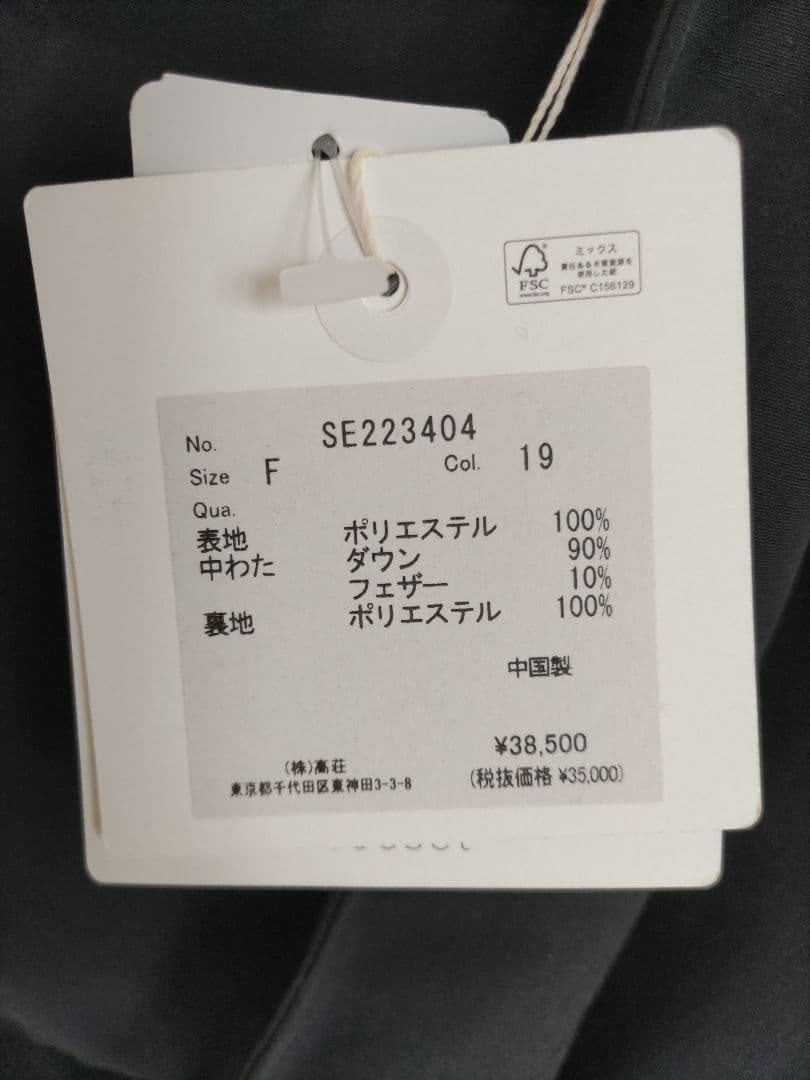 ミックス
責任ある木質資源を
使用した紙
FSC® C156129
FSC
www.fsc.org
No. SE223404
Size F Col. 19
Qua.
表地 ポリエステル 100%
中わた ダウン 90%
フェザー 10%
裏地 ポリエステル 100%
中国製
¥38,500
(税抜価格 ¥35,000)
(株)高荘
東京都千代田区東神田3-3-8